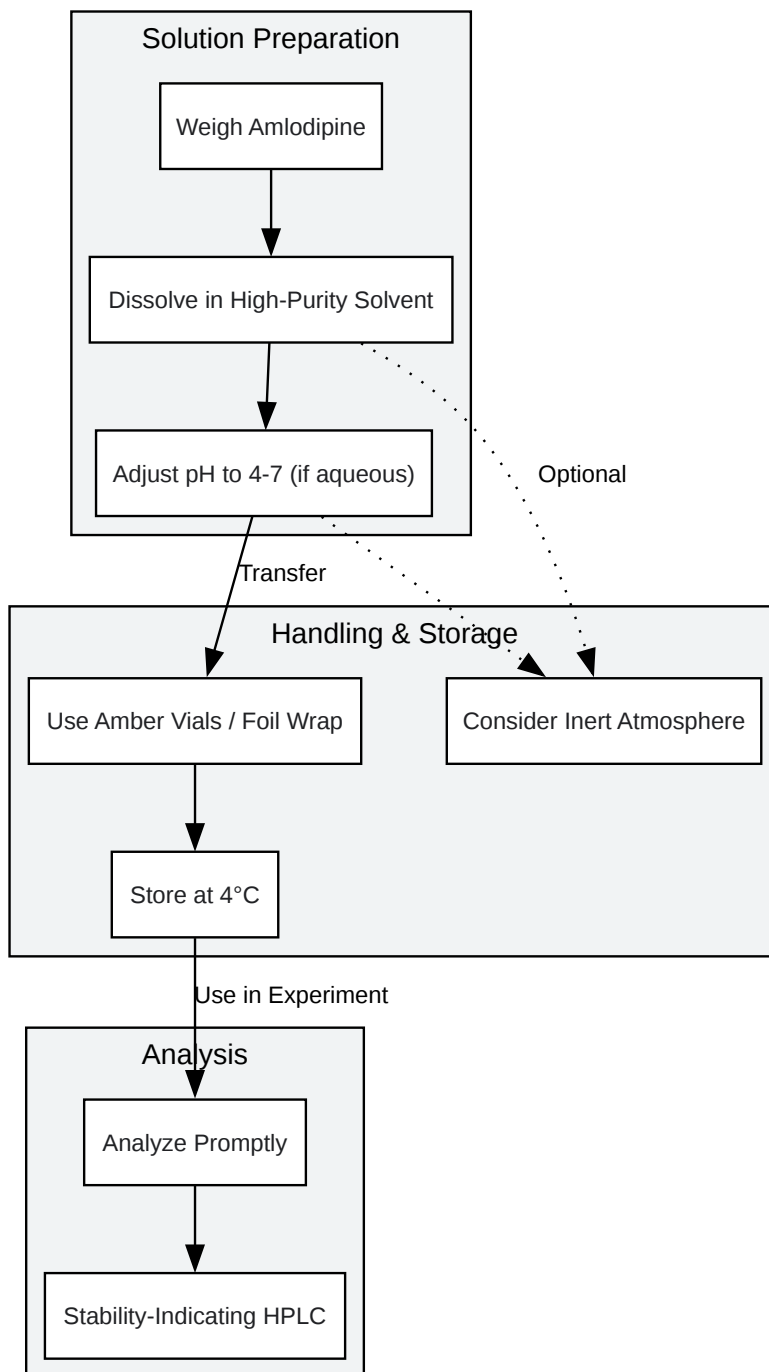 Solution Preparation
Weigh Amlodipine
Dissolve in High-Purity Solvent
Adjust pH to 4-7 (if aqueous)
Optional
Transfer
Handling & Storage
Use Amber Vials / Foil Wrap
Consider Inert Atmosphere
Store at 4°C
Use in Experiment
Analysis
Analyze Promptly
Stability-Indicating HPLC